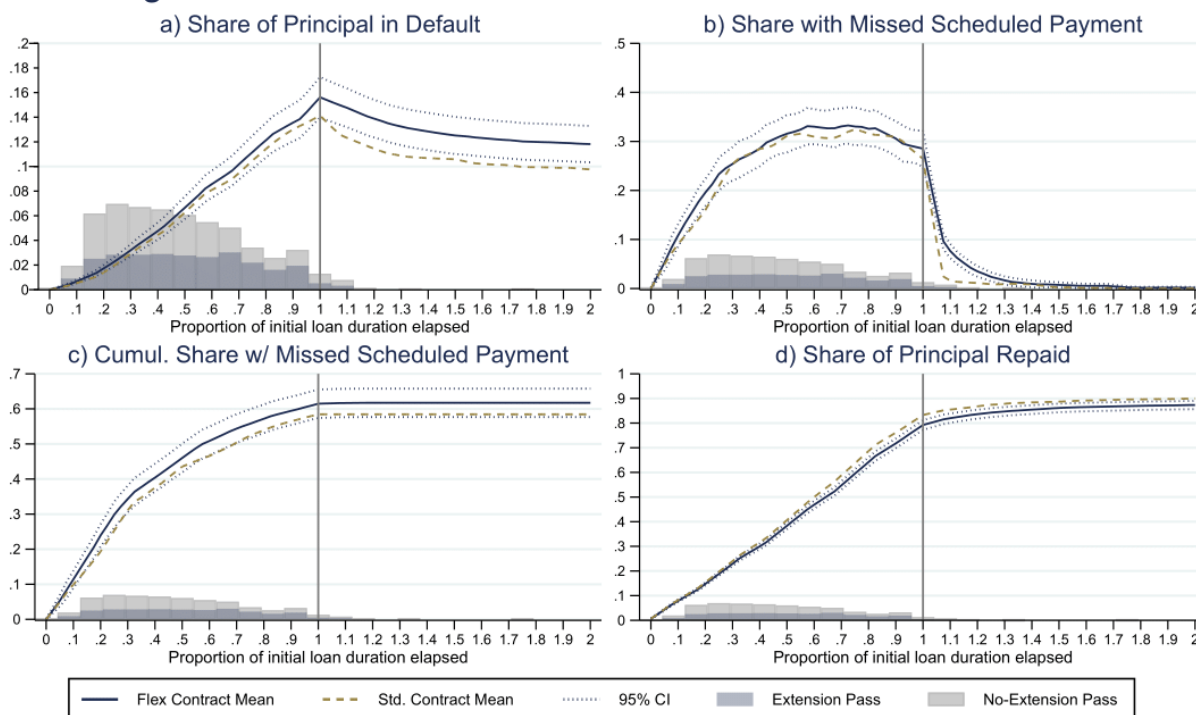 a) Share of Principal in Default
b) Share with Missed Scheduled Payment
.2
.18
.16
.14
.12
.1
.08
.06
.04
.02
0
0 .1 .2 .3 .4 .5 .6 .7 .8 .9 1 1.1 1.2 1.3 1.4 1.5 1.6 1.7 1.8 1.9 2
Proportion of initial loan duration elapsed
.5
.4
.3
.2
.1
0
0 .1 .2 .3 .4 .5 .6 .7 .8 .9 1 1.1 1.2 1.3 1.4 1.5 1.6 1.7 1.8 1.9 2
Proportion of initial loan duration elapsed
c) Cumul. Share w/ Missed Scheduled Payment
d) Share of Principal Repaid
.7
.6
.5
.4
.3
.2
.1
0
0 .1 .2 .3 .4 .5 .6 .7 .8 .9 1 1.1 1.2 1.3 1.4 1.5 1.6 1.7 1.8 1.9 2
Proportion of initial loan duration elapsed
1
.9
.8
.7
.6
.5
.4
.3
.2
.1
0
0 .1 .2 .3 .4 .5 .6 .7 .8 .9 1 1.1 1.2 1.3 1.4 1.5 1.6 1.7 1.8 1.9 2
Proportion of initial loan duration elapsed
Flex Contract Mean Std. Contract Mean 95% CI Extension Pass No-Extension Pass